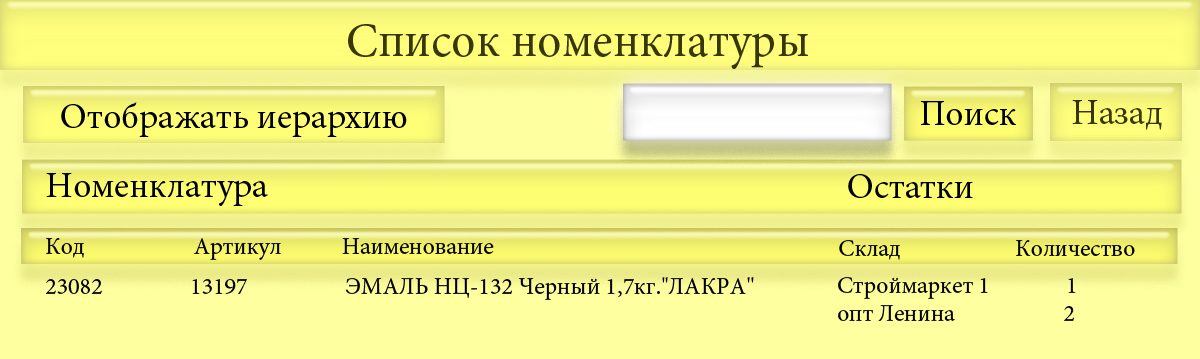 Список номенклатуры
Отображать иерархию Поиск Назад
Номенклатура Остатки
Код Артикул Наименование Склад Количество
23082 13197 ЭМАЛЬ НЦ-132 Черный 1,7кг."ЛАКРА" Строймаркет 1 1
опт Ленина 2